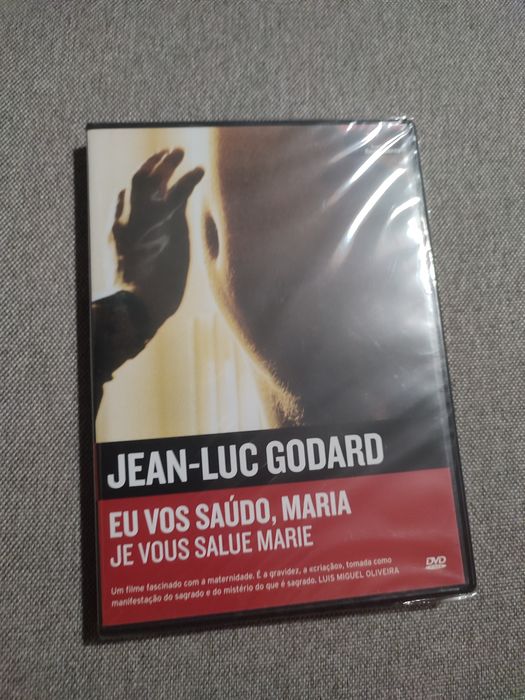 JEAN-LUC GODARD
EU VOS SAÚDO, MARIA
JE VOUS SALUE MARIE
Um filme fascinado com a maternidade. É a gravidez, a «criação», tomada como
manifestação do sagrado e do mistério do que é sagrado. LUIS MIGUEL OLIVEIRA
DVD